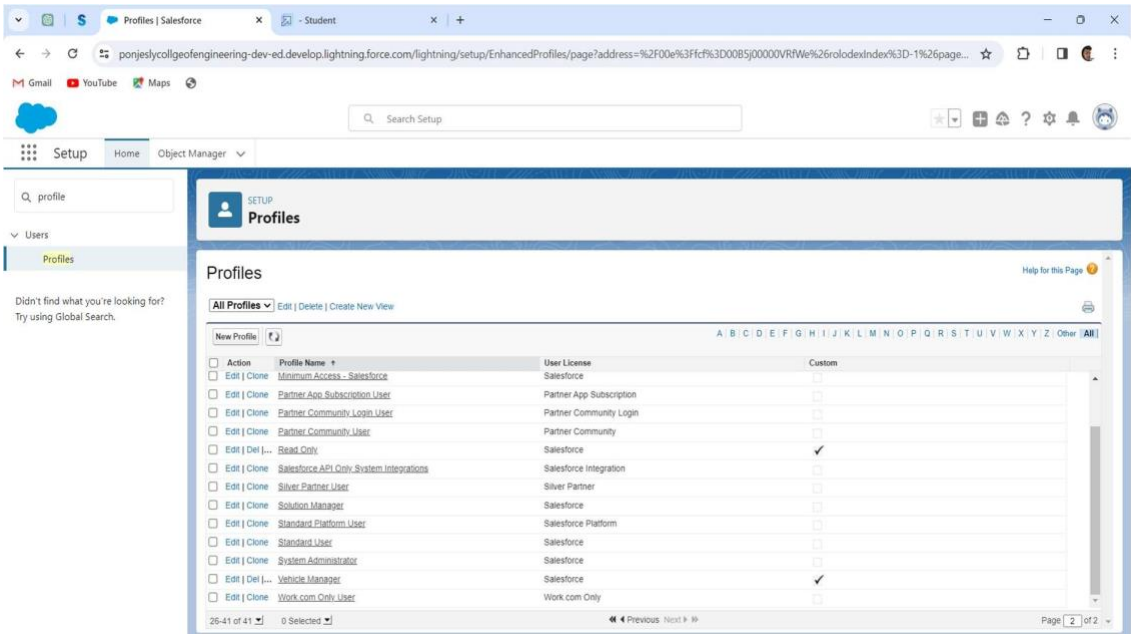 Profiles | Salesforce
- Student
ponjeslycollgeofengineering-dev-ed.develop.lightning.force.com/lightning/setup/EnhancedProfiles/page?address=%2F00e%3Ffcf%3D00B5j00000VRfWe%26rolodexIndex%3D-1%26page...
Gmail YouTube Maps
Search Setup
Setup Home Object Manager
profile
SETUP
Profiles
Users
Profiles
Didn't find what you're looking for?
Try using Global Search.
Profiles
Help for this Page
All Profiles Edit | Delete | Create New View
New Profile A | B | C | D | E | F | G | H | I | J | K | L | M | N | O | P | Q | R | S | T | U | V | W | X | Y | Z | Other | All
Action Profile Name User License Custom
Edit | Clone Minimum Access - Salesforce Salesforce
Edit | Clone Partner App Subscription User Partner App Subscription
Edit | Clone Partner Community Login User Partner Community Login
Edit | Clone Partner Community User Partner Community
Edit | Del |... Read Only Salesforce
Edit | Clone Salesforce API Only System Integrations Salesforce Integration
Edit | Clone Silver Partner User Silver Partner
Edit | Clone Solution Manager Salesforce
Edit | Clone Standard Platform User Salesforce Platform
Edit | Clone Standard User Salesforce
Edit | Clone System Administrator Salesforce
Edit | Del |... Vehicle Manager Salesforce
Edit | Clone Work.com Only User Work.com Only
26-41 of 41 0 Selected Previous Next Page 2 of 2